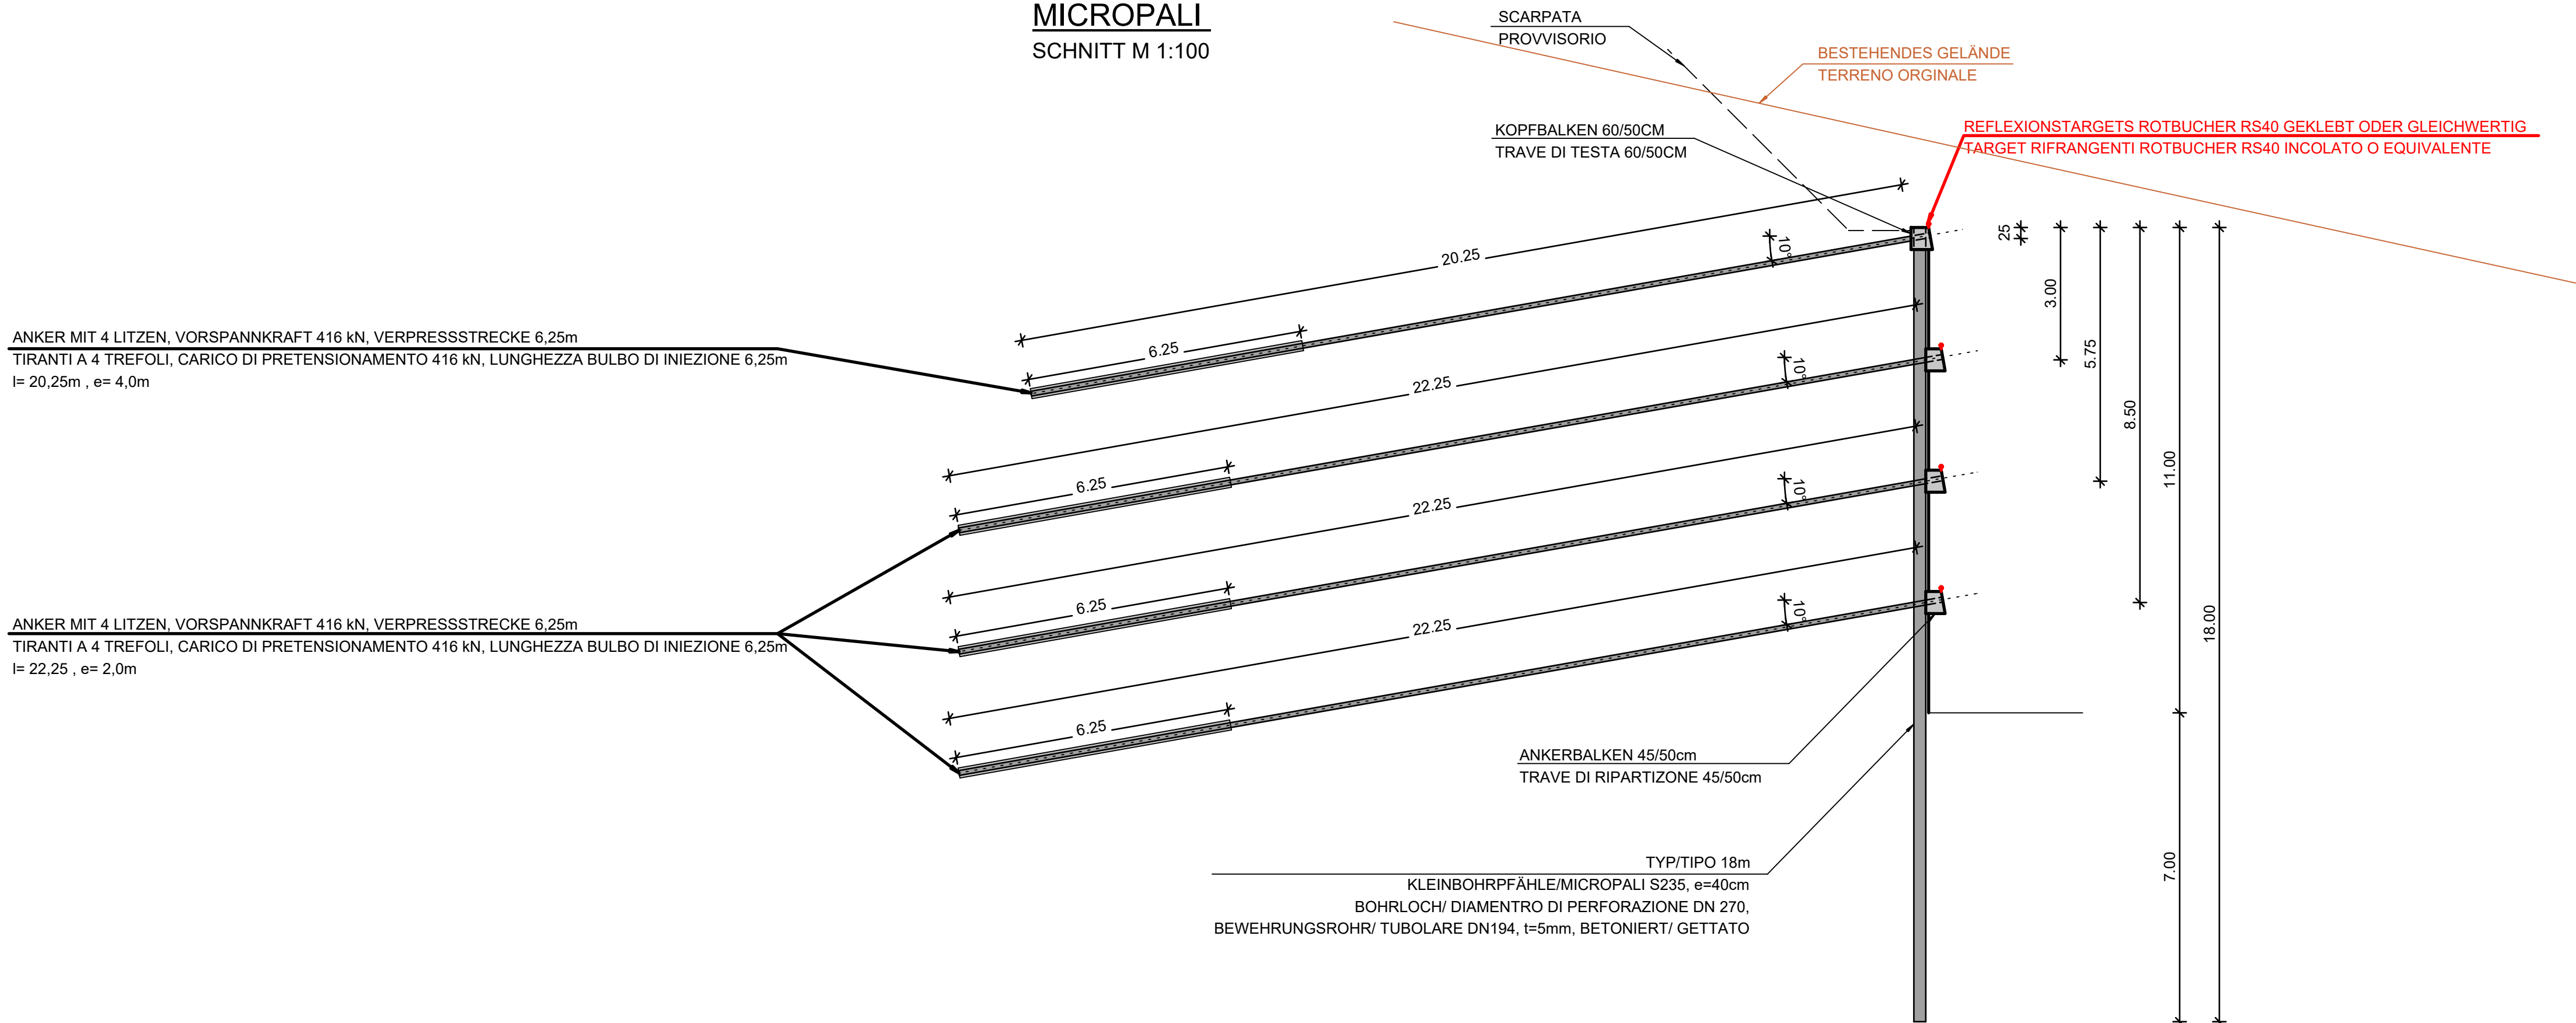 MICROPALI
SCHNITT M 1:100
SCARPATA
PROVVISORIO
BESTEHENDES GELÄNDE
TERRENO ORGINALE
KOPFBALKEN 60/50CM
TRAVE DI TESTA 60/50CM
REFLEXIONSTARGETS ROTBUCHER RS40 GEKLEBT ODER GLEICHWERTIG
TARGET RIFRANGENTI ROTBUCHER RS40 INCOLATO O EQUIVALENTE
20.25
10°
25
3.00
5.75
8.50
11.00
18.00
7.00
6.25
ANKER MIT 4 LITZEN, VORSPANNKRAFT 416 kN, VERPRESSSTRECKE 6,25m
TIRANTI A 4 TREFOLI, CARICO DI PRETENSIONAMENTO 416 kN, LUNGHEZZA BULBO DI INIEZIONE 6,25m
l= 20,25m , e= 4,0m
22.25
10°
6.25
22.25
10°
6.25
22.25
10°
6.25
ANKER MIT 4 LITZEN, VORSPANNKRAFT 416 kN, VERPRESSSTRECKE 6,25m
TIRANTI A 4 TREFOLI, CARICO DI PRETENSIONAMENTO 416 kN, LUNGHEZZA BULBO DI INIEZIONE 6,25m
l= 22,25 , e= 2,0m
ANKERBALKEN 45/50cm
TRAVE DI RIPARTIZONE 45/50cm
TYP/TIPO 18m
KLEINBOHRPFÄHLE/MICROPALI S235, e=40cm
BOHRLOCH/ DIAMENTRO DI PERFORAZIONE DN 270,
BEWEHRUNGSROHR/ TUBOLARE DN194, t=5mm, BETONIERT/ GETTATO